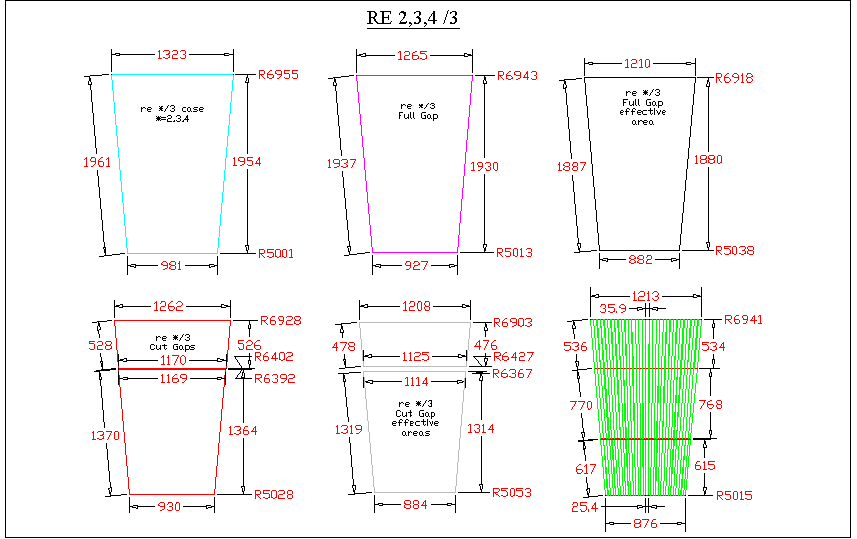 RE 2,3,4 /3
1323
R6955
re */3 case
*=2,3,4
1961
1954
R5001
981
1265
R6943
re */3
Full Gap
1937
1930
R5013
927
1210
R6918
re */3
Full Gap
effective
area
1887
1880
R5038
882
1262
R6928
re */3
Cut Gaps
528
526
R6402
1170
1169
R6392
1370
1364
R5028
930
1208
R6903
478
476
1125
R6427
R6367
1114
re */3
Cut Gap
effective
areas
1319
1314
R5053
884
1213
35.9
R6941
536
534
770
768
617
615
R5015
25.4
876